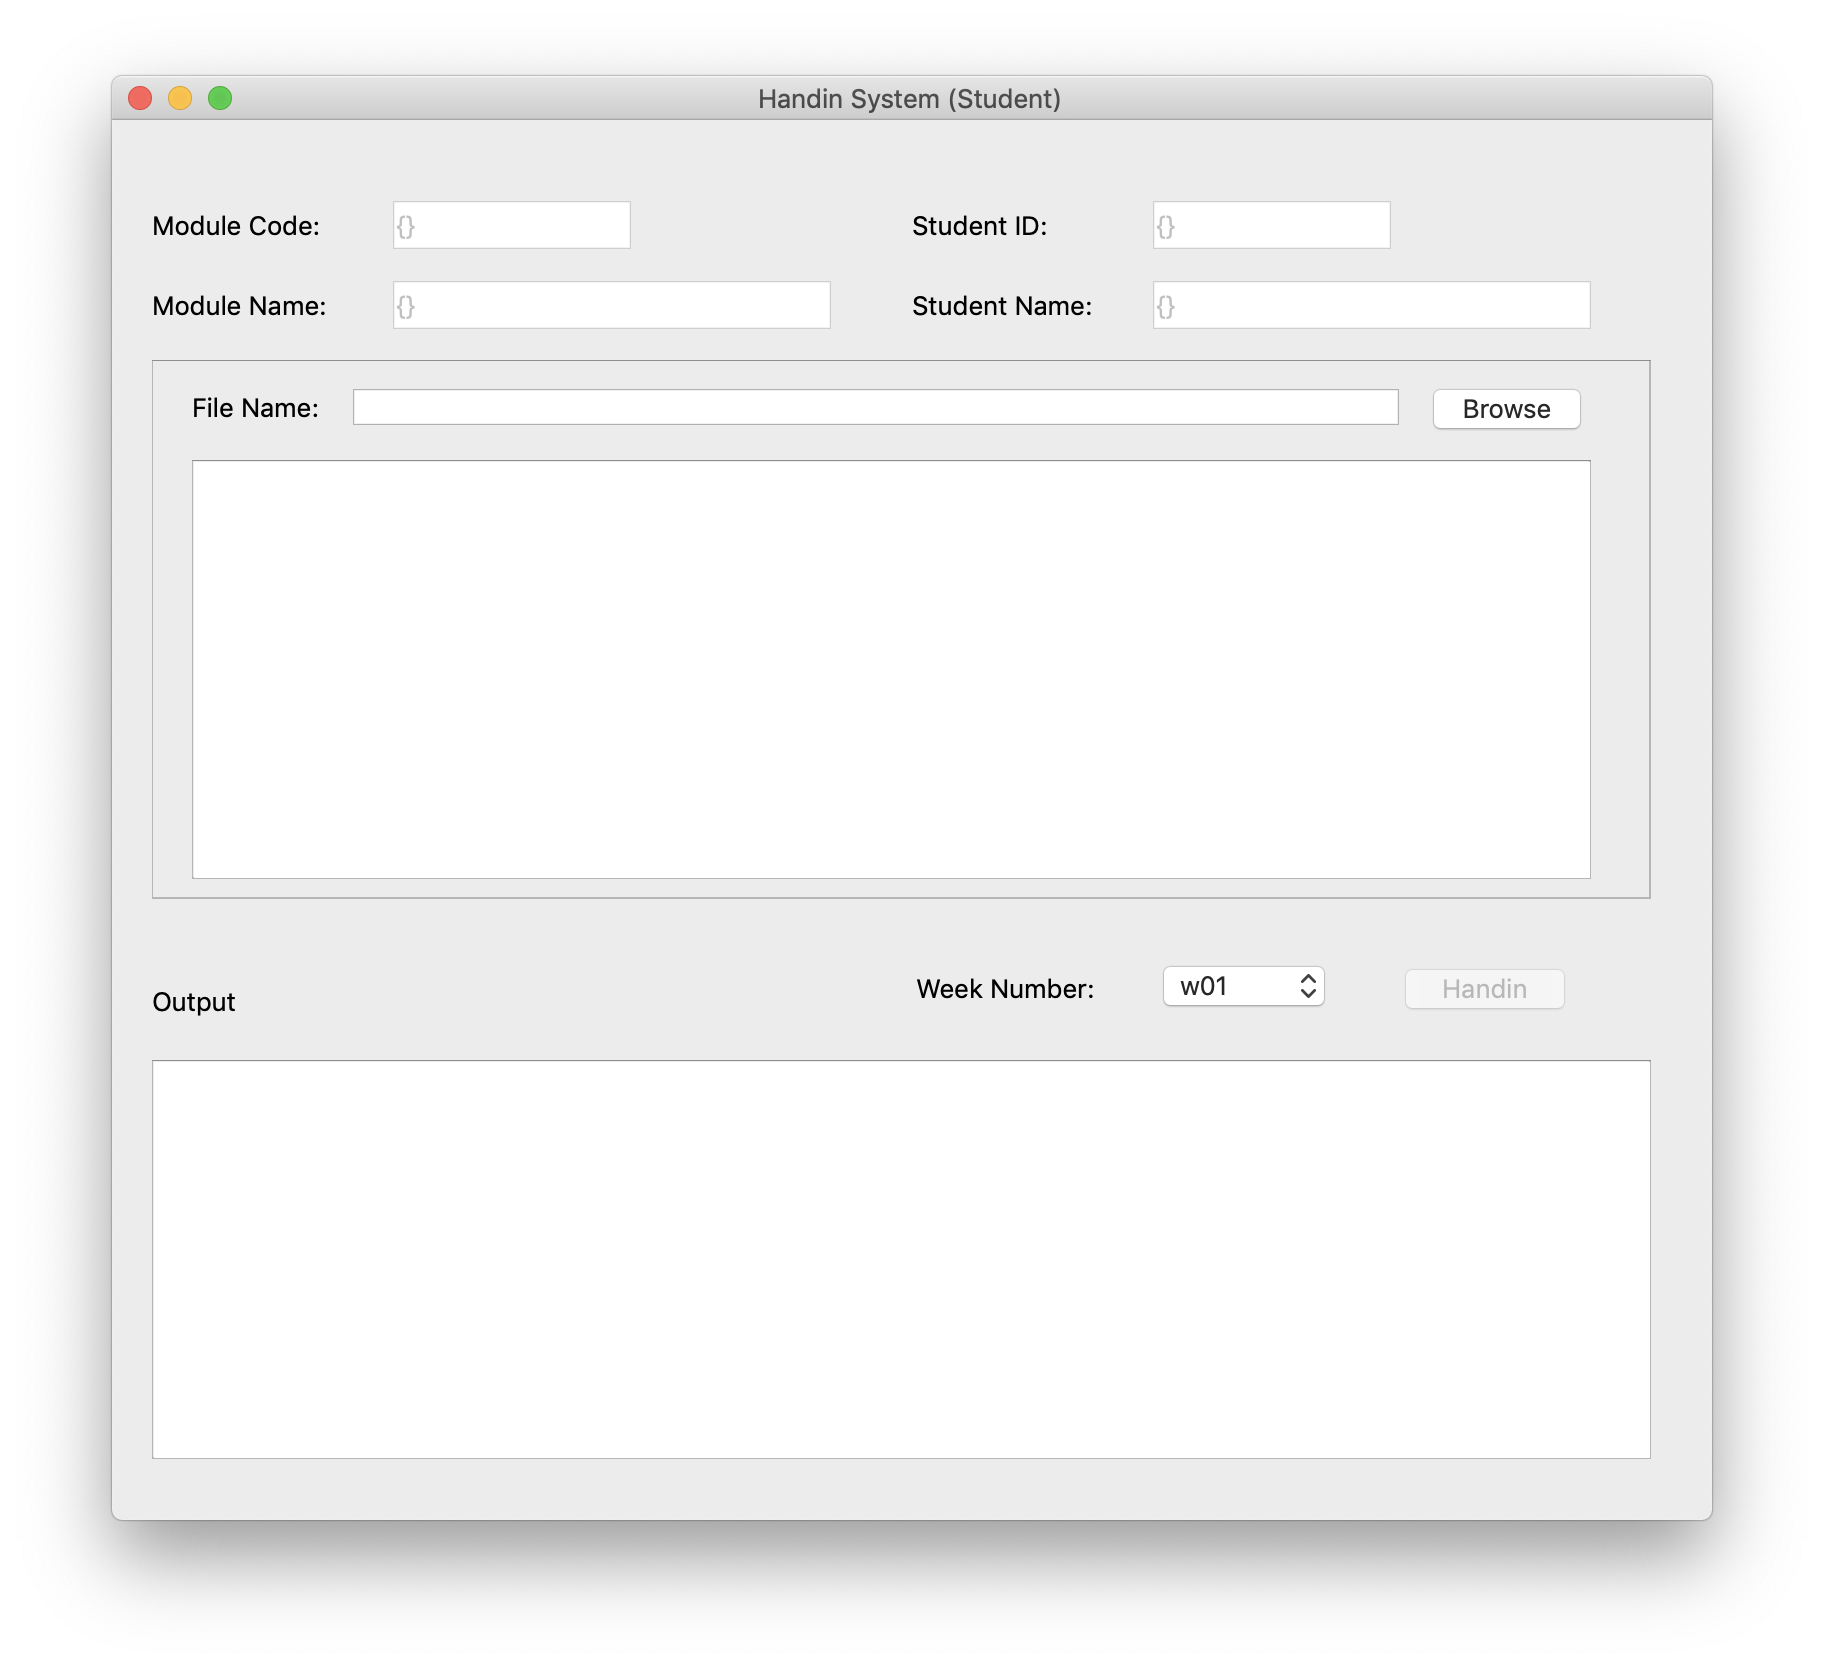 Handin System (Student)
Module Code: {} Student ID: {}
Module Name: {} Student Name: {}
File Name: Browse
Week Number: w01 Handin
Output